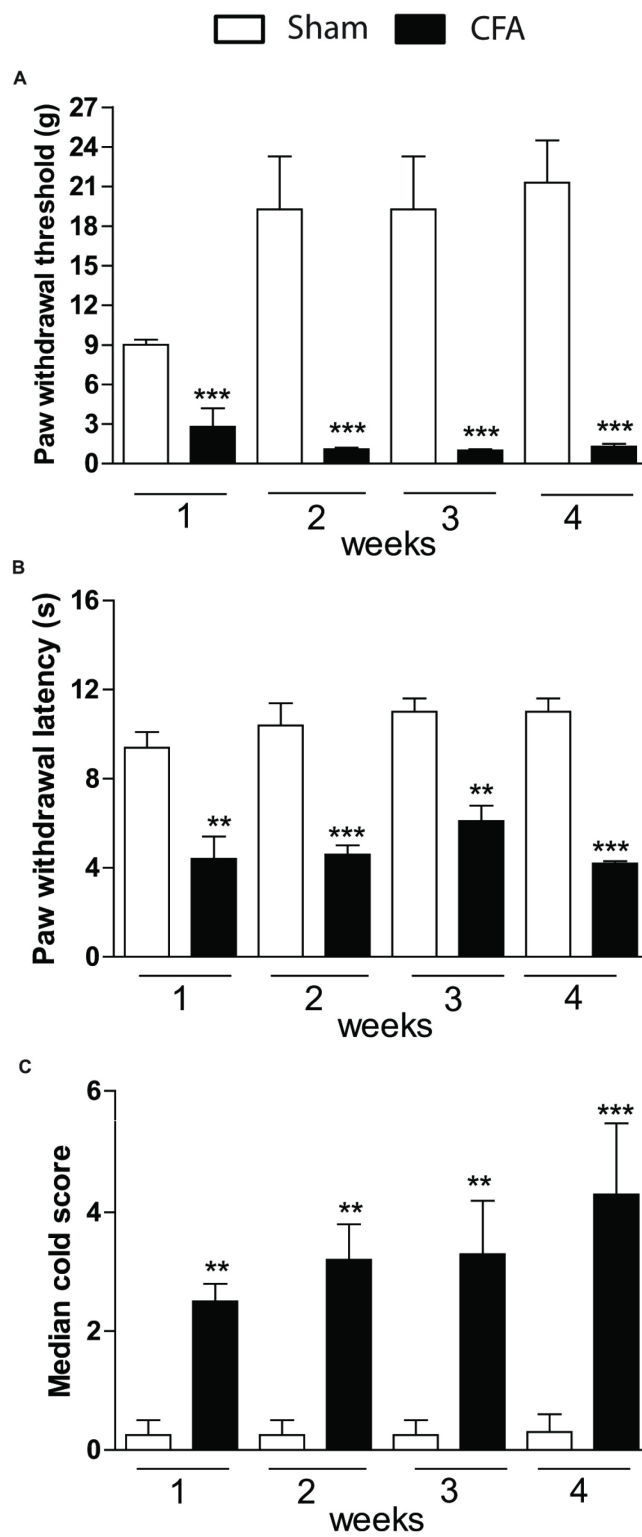 Sham CFA
A
Paw withdrawal threshold (g)
27
24
21
18
15
12
9
6
3
0
*** *** *** ***
1 2 3 4
weeks
B
Paw withdrawal latency (s)
16
12
8
4
0
** *** ** ***
1 2 3 4
weeks
C
Median cold score
6
4
2
0
** ** ** ***
1 2 3 4
weeks